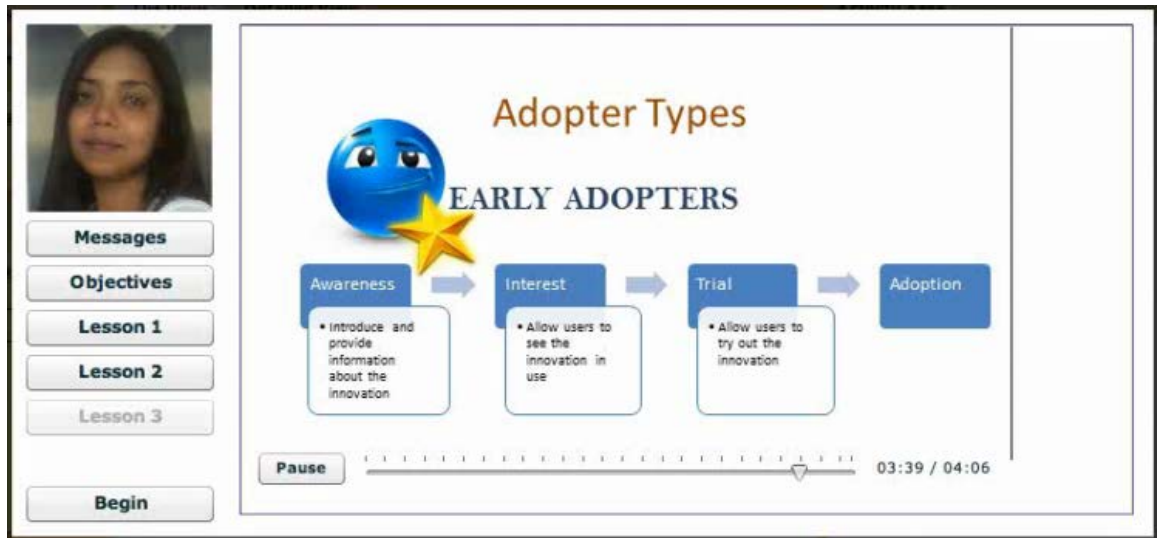 Messages
Objectives
Lesson 1
Lesson 2
Lesson 3
Begin
Adopter Types
EARLY ADOPTERS
Awareness
• Introduce and
provide
information
about the
innovation
Interest
• Allow users to
see the
innovation in
use
Trial
• Allow users to
try out the
innovation
Adoption
Pause
03:39 / 04:06